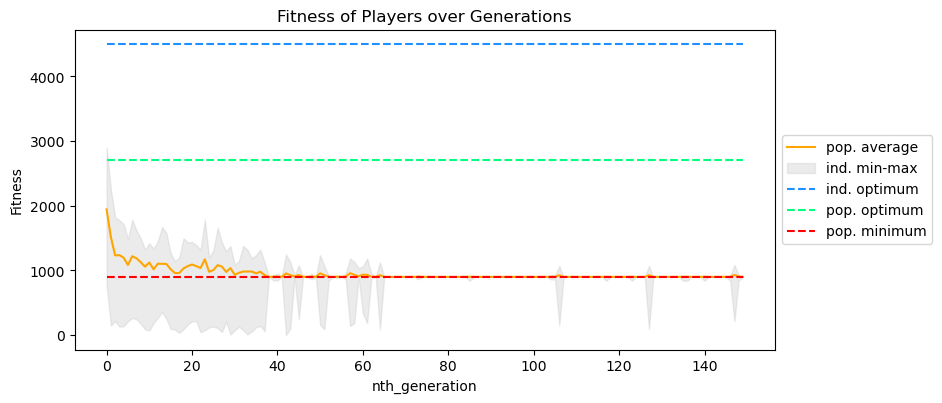 Fitness of Players over Generations
Fitness
4000
3000
2000
1000
0
0 20 40 60 80 100 120 140
nth_generation
pop. average
ind. min-max
ind. optimum
pop. optimum
pop. minimum